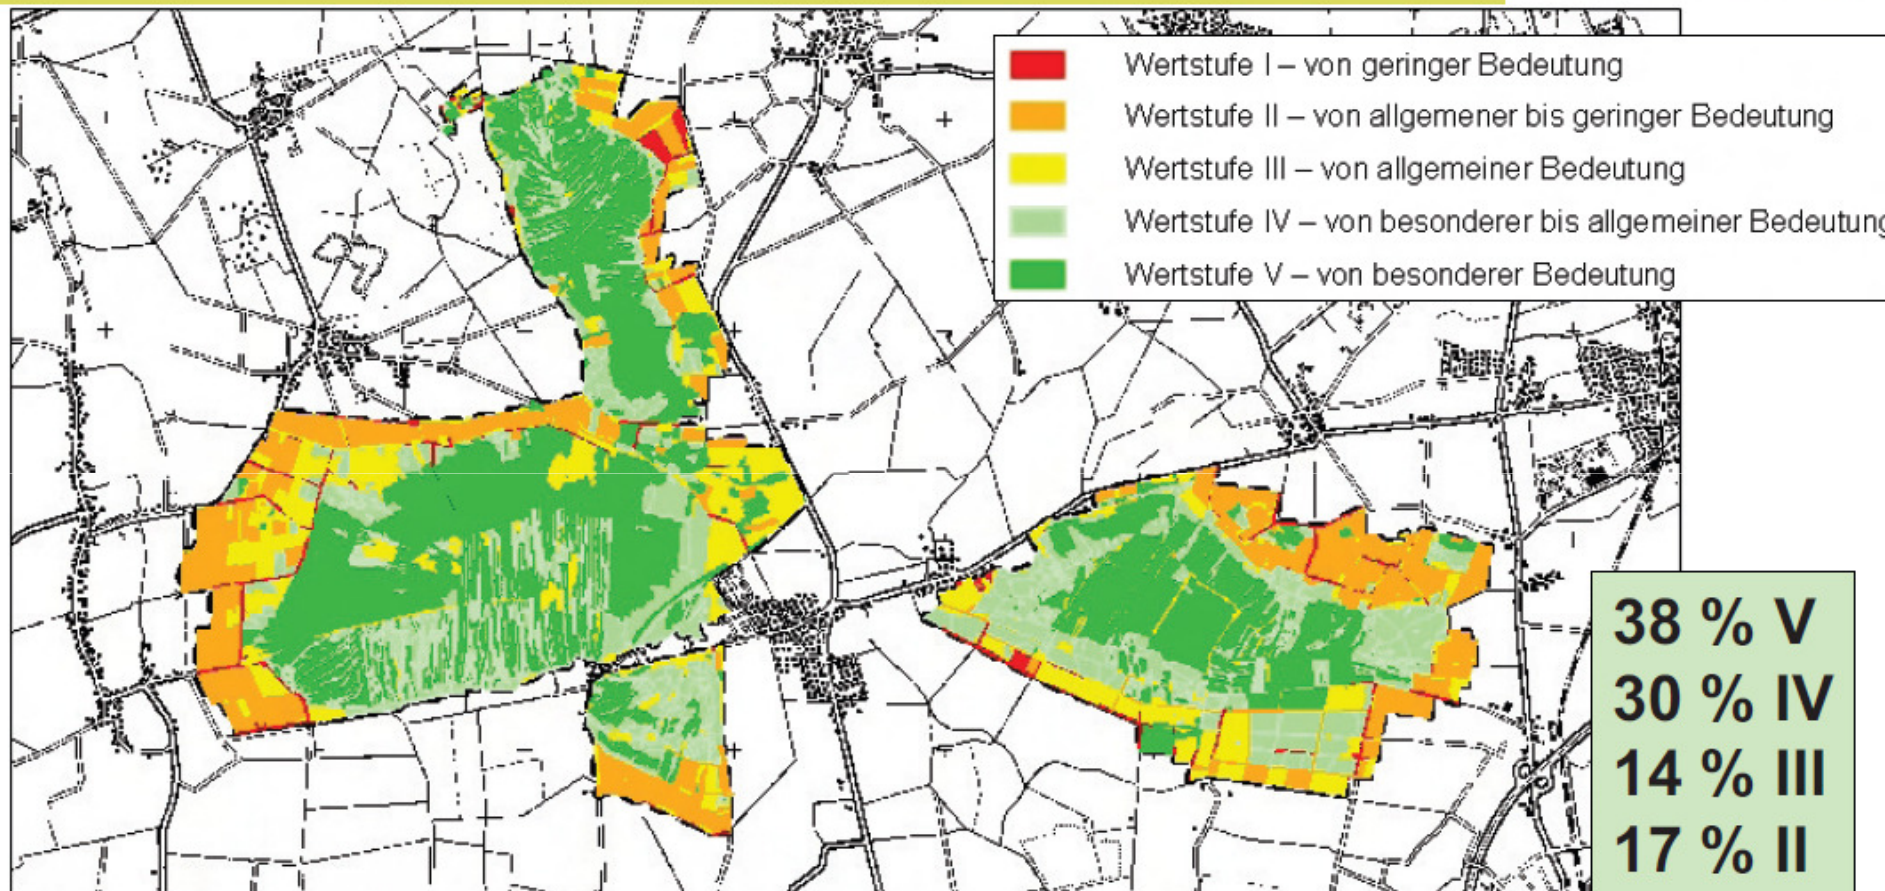 Wertstufe I – von geringer Bedeutung
Wertstufe II – von allgemener bis geringer Bedeutung
Wertstufe III – von allgemeiner Bedeutung
Wertstufe IV – von besonderer bis allgemeiner Bedeutung
Wertstufe V – von besonderer Bedeutung
38 % V
30 % IV
14 % III
17 % II